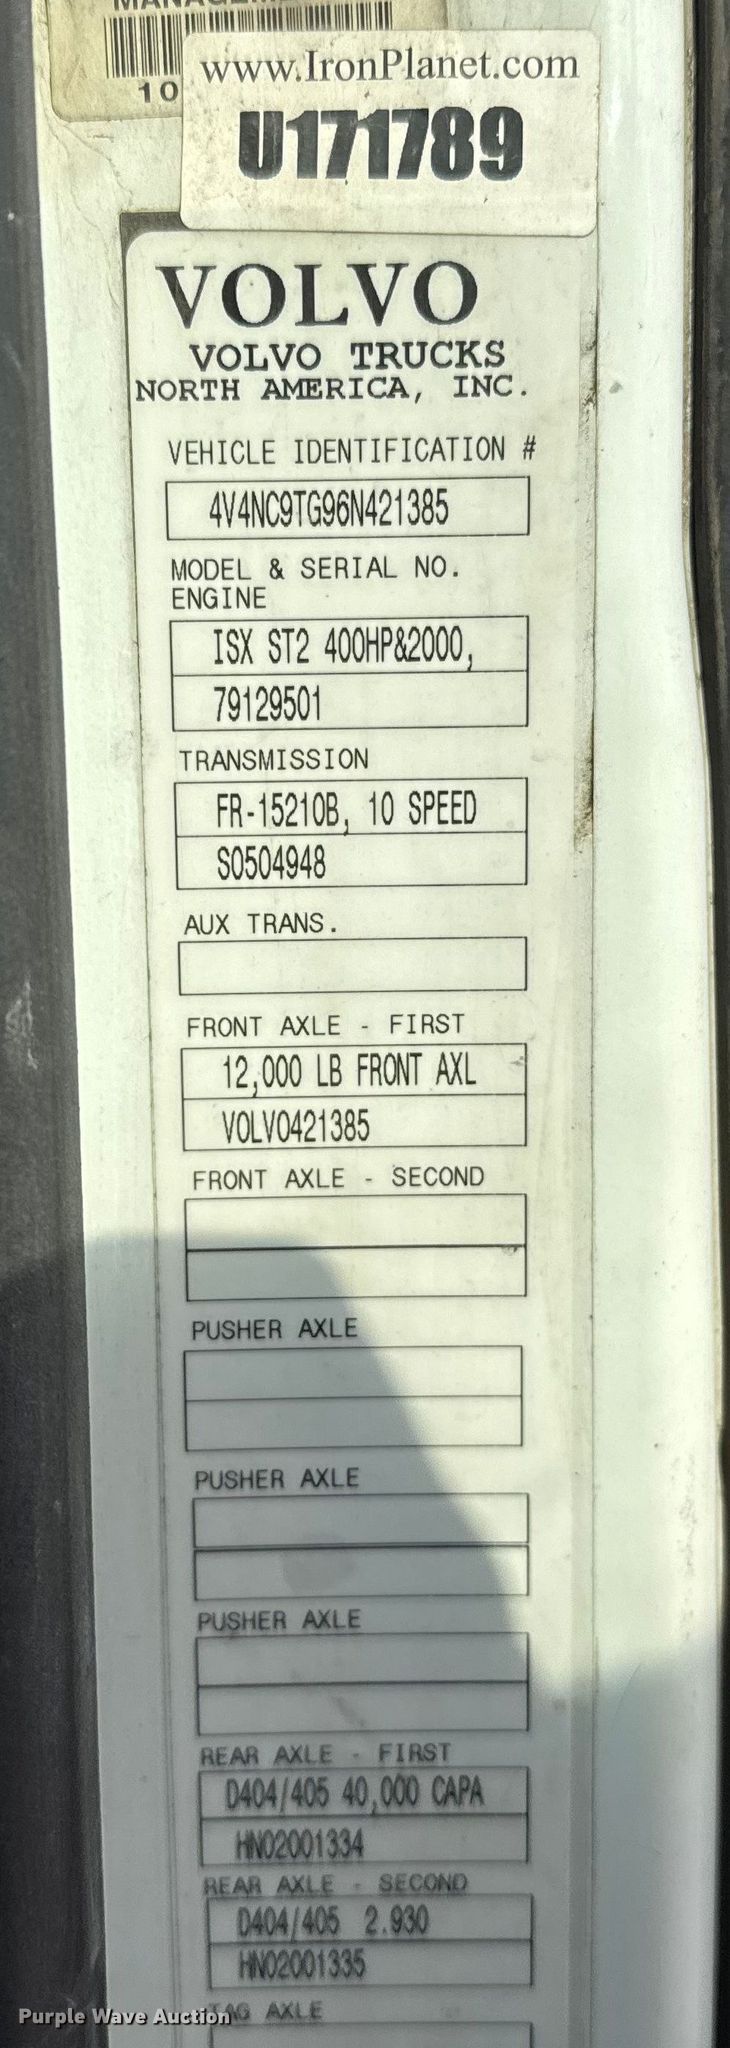 10
www.IronPlanet.com
U171789
VOLVO
VOLVO TRUCKS
NORTH AMERICA, INC.
VEHICLE IDENTIFICATION #
4V4NC9TG96N421385
MODEL & SERIAL NO.
ENGINE
ISX ST2 400HP&2000,
79129501
TRANSMISSION
FR-15210B, 10 SPEED
S0504948
AUX TRANS.
FRONT AXLE - FIRST
12,000 LB FRONT AXL
VOLVO421385
FRONT AXLE - SECOND
PUSHER AXLE
PUSHER AXLE
PUSHER AXLE
REAR AXLE - FIRST
D404/405 40,000 CAPA
HN02001334
REAR AXLE - SECOND
D404/405 2.930
HN02001335
TAG AXLE
Purple Wave Auction